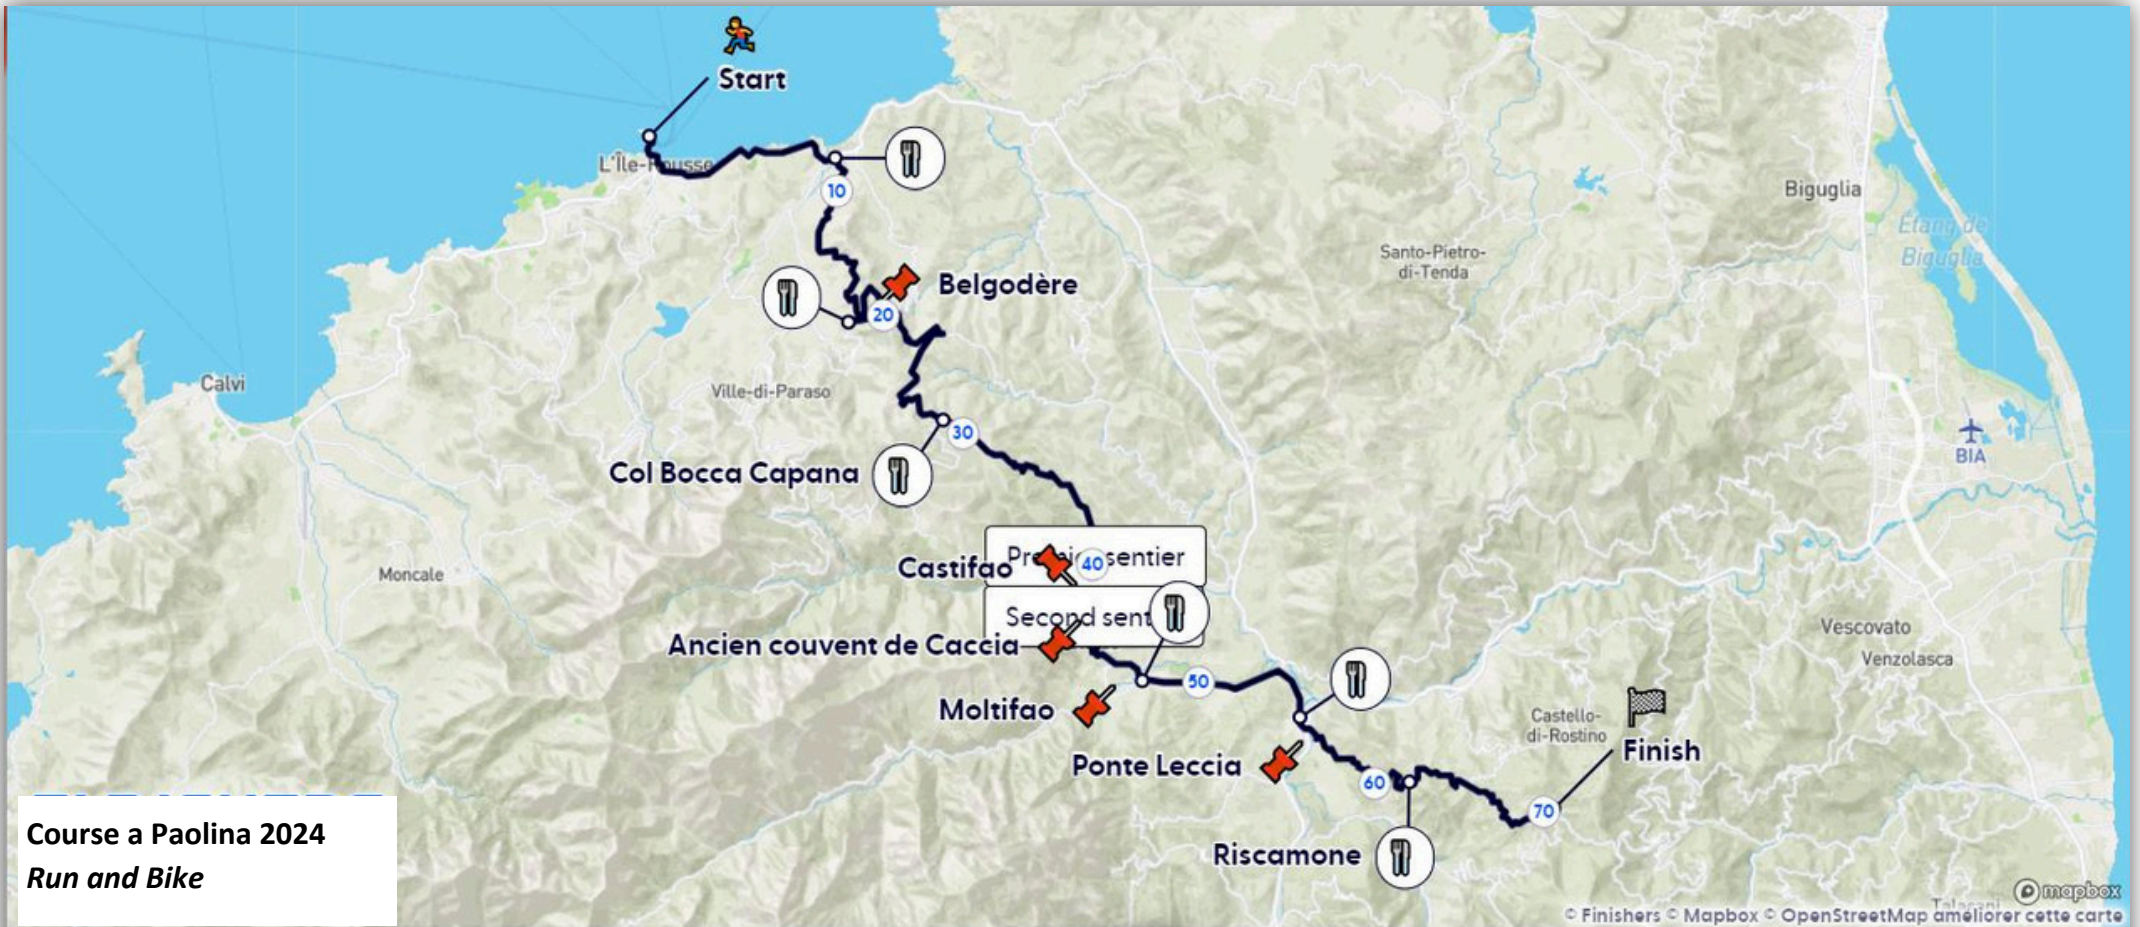 Start
L'Île-Rousse
10
Biguglia
Étang de
Biguglia
Santo-Pietro-
di-Tenda
Belgodère
20
Calvi
Ville-di-Paraso
30
BIA
Col Bocca Capana
Premier sentier
40
Castifao
Moncale
Second
Ancien couvent de Caccia
Vescovato
Venzolasca
50
Moltifao
Castello-
di-Rostino
Finish
Ponte Leccia
60
70
Riscamone
Course a Paolina 2024
Run and Bike
mapbox
© Finishers © Mapbox © OpenStreetMap améliorer cette carte